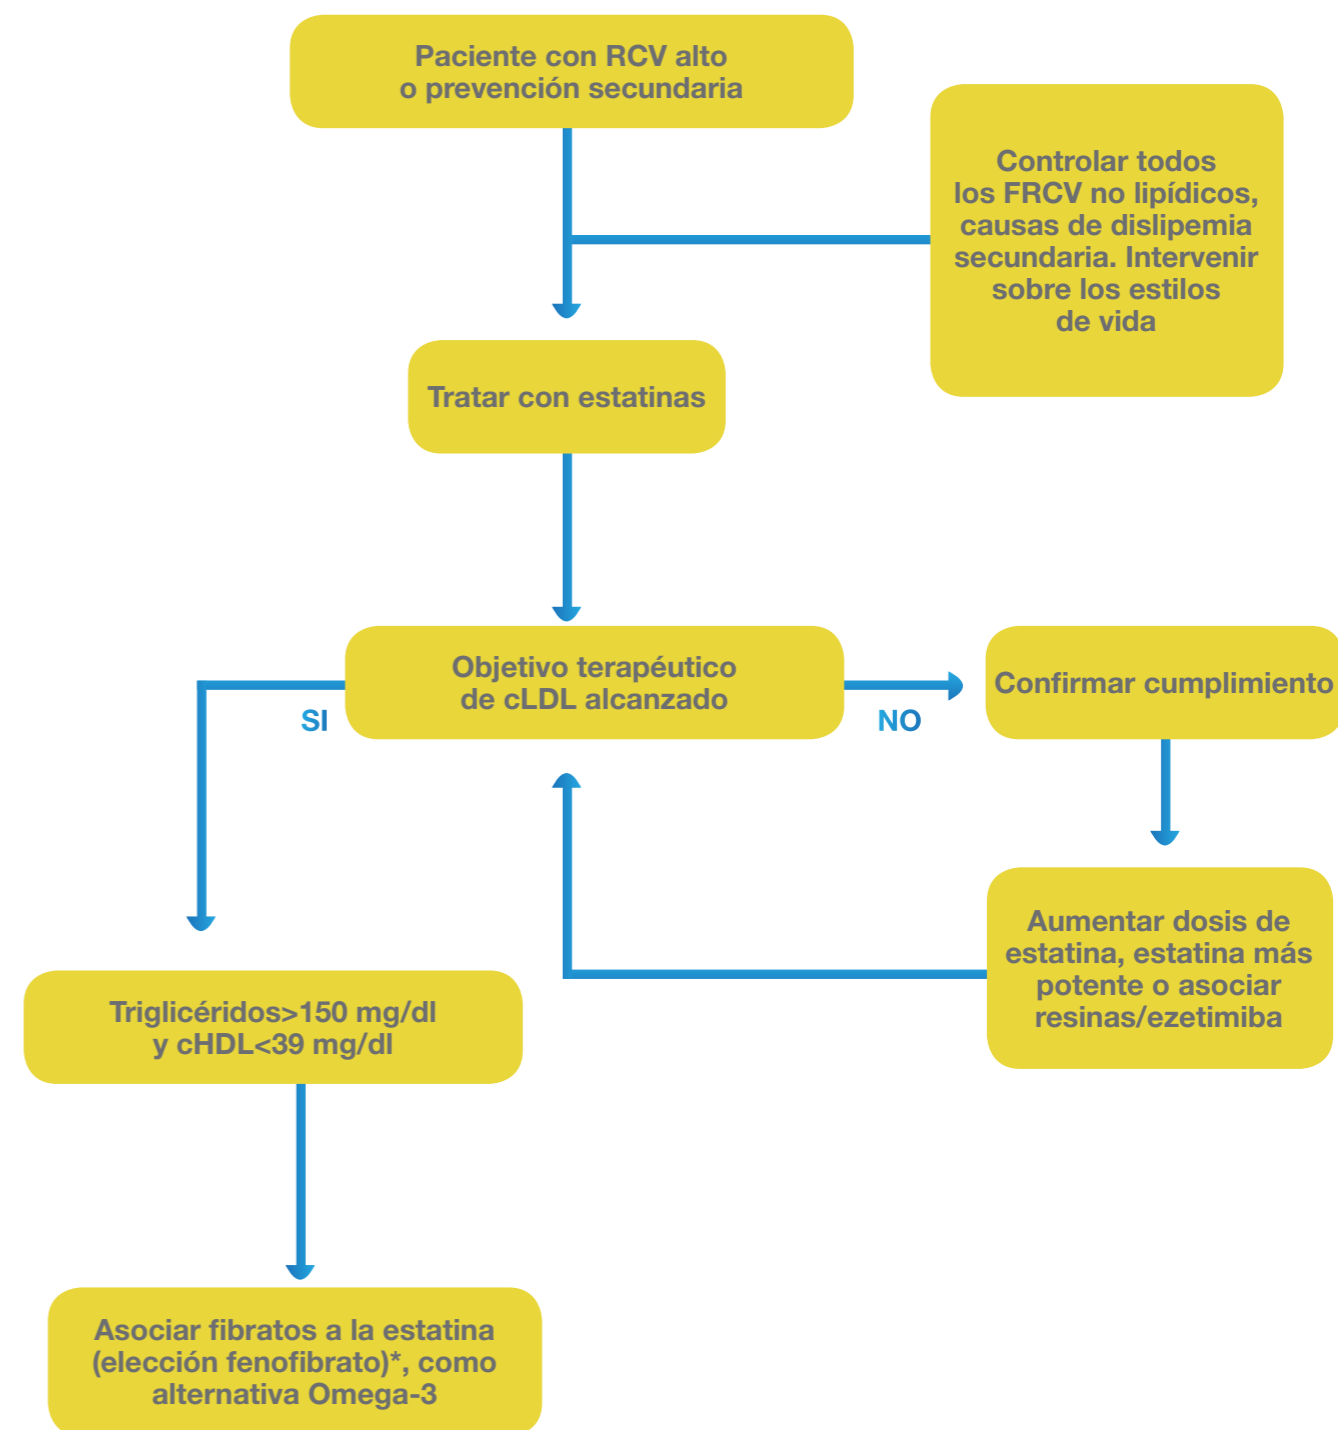 Paciente con RCV alto
o prevención secundaria
Controlar todos
los FRCV no lipídicos,
causas de dislipemia
secundaria. Intervenir
sobre los estilos
de vida
Tratar con estatinas
Objetivo terapéutico
de cLDL alcanzado
SI
NO
Confirmar cumplimiento
Aumentar dosis de
estatina, estatina más
potente o asociar
resinas/ezetimiba
Triglicéridos>150 mg/dl
y cHDL<39 mg/dl
Asociar fibratos a la estatina
(elección fenofibrato)*, como
alternativa Omega-3